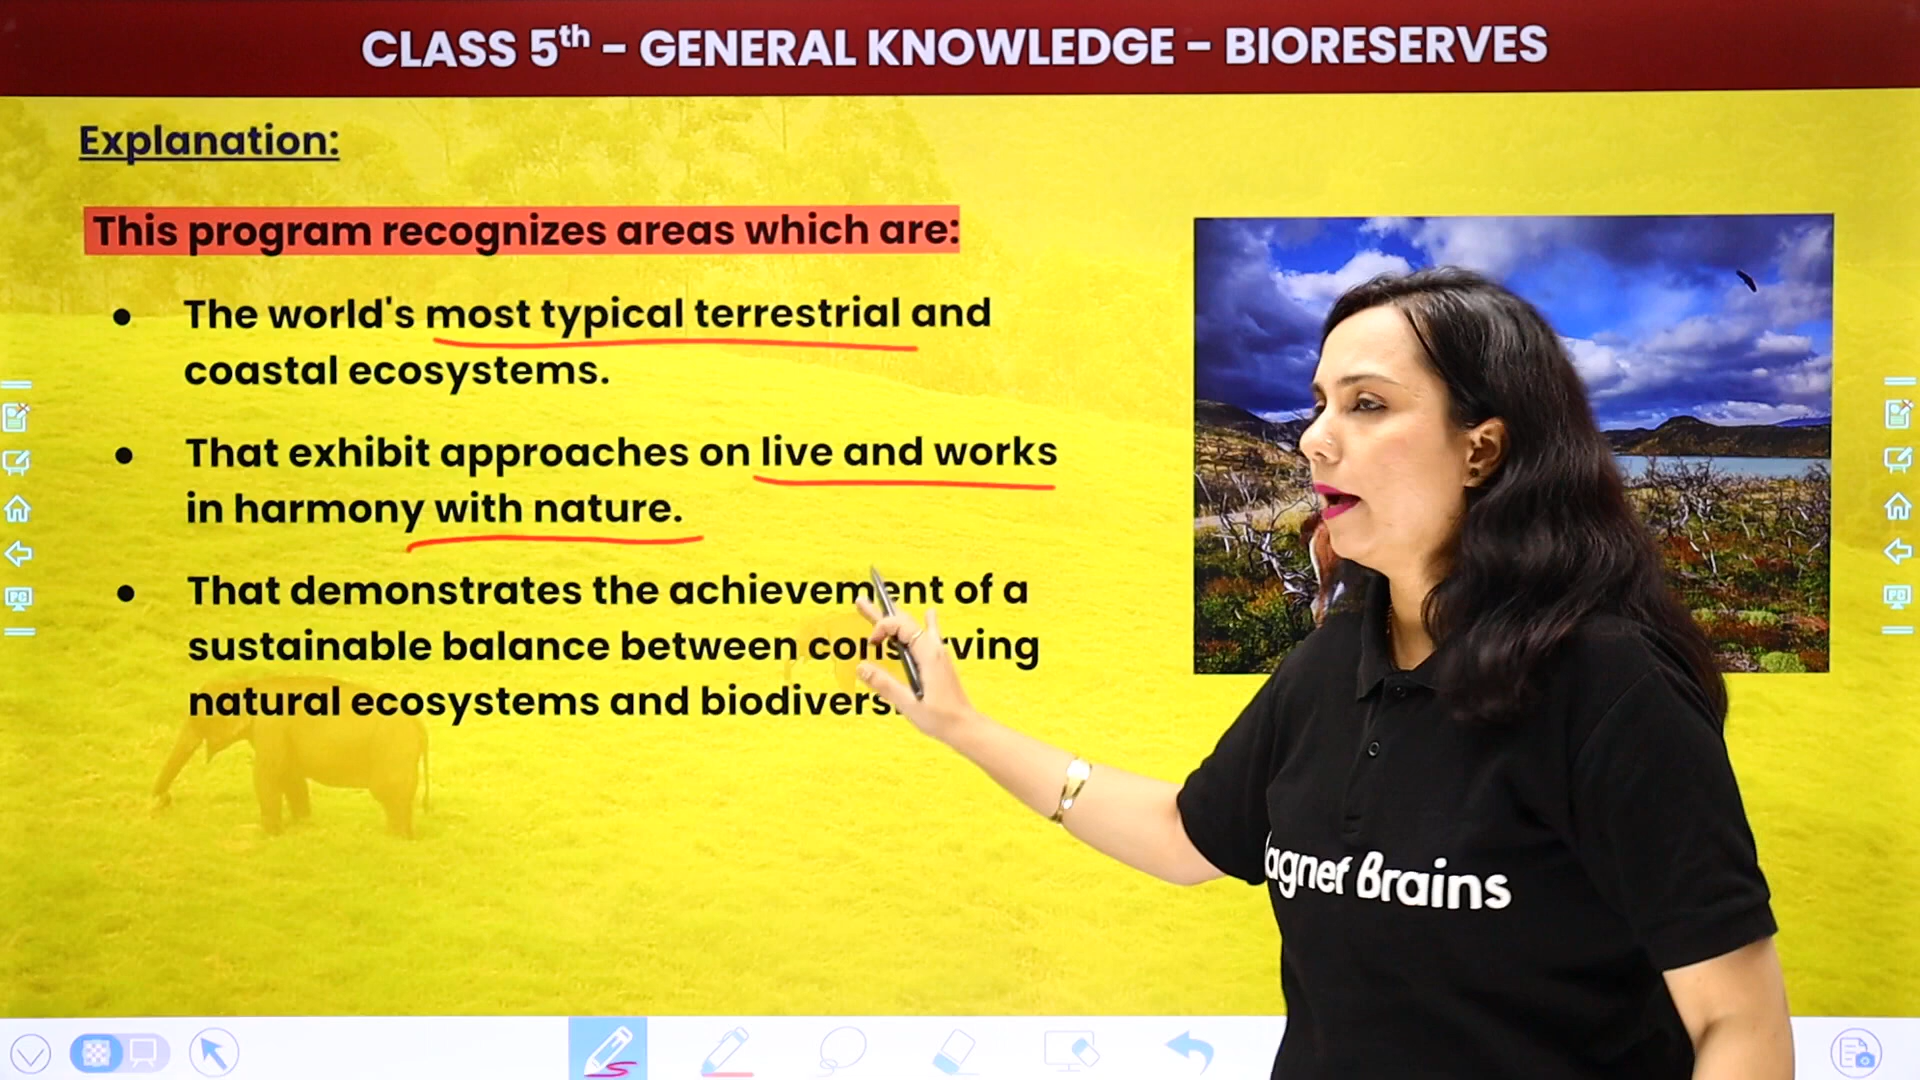 CLASS 5th – GENERAL KNOWLEDGE – BIORESERVES
Explanation:
This program recognizes areas which are:
● The world's most typical terrestrial and
coastal ecosystems.
● That exhibit approaches on live and works
in harmony with nature.
● That demonstrates the achievement of a
sustainable balance between
natural ecosystems and
Brains
PC
PC